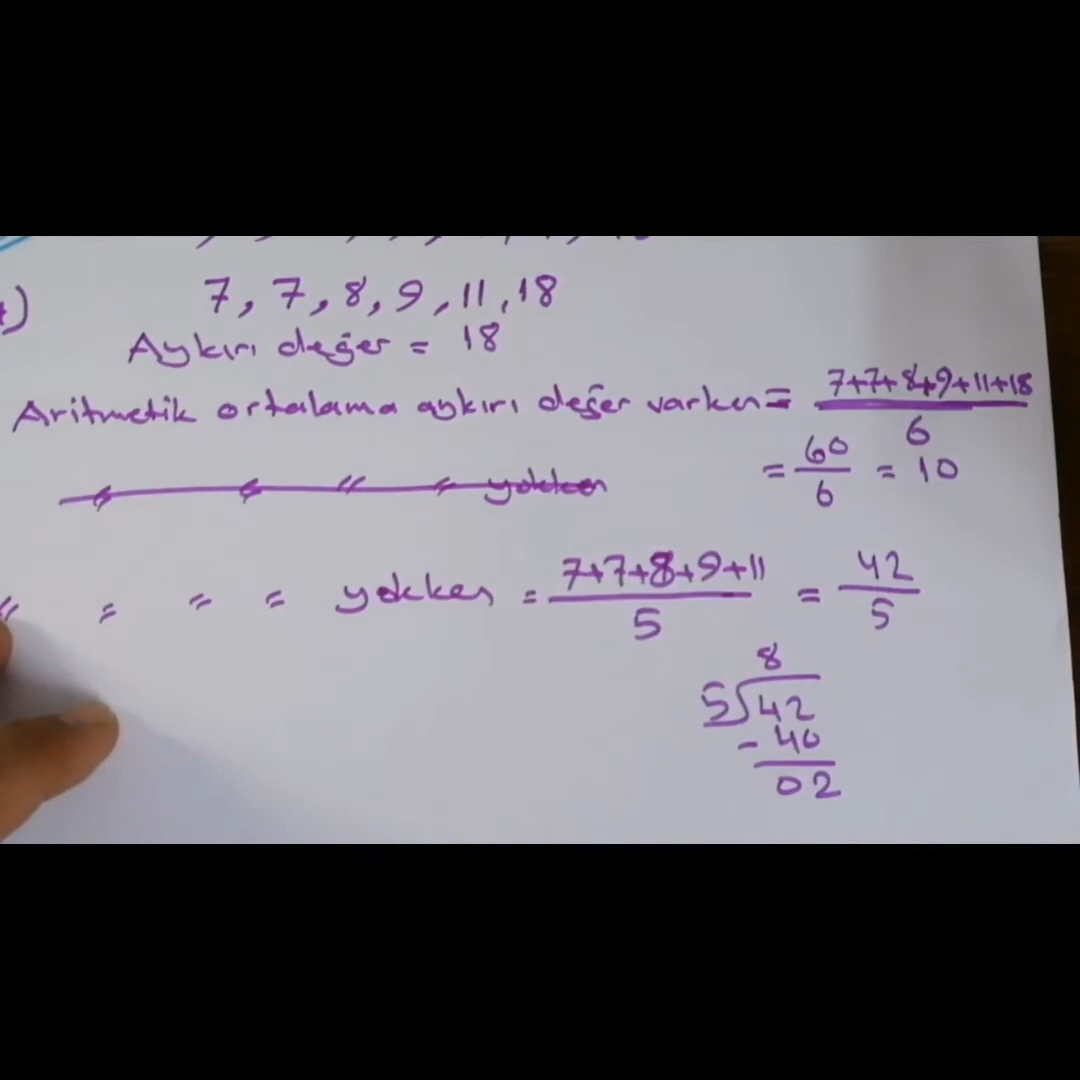 7, 7, 8, 9, 11, 18
Aykırı değer = 18
Aritmetik ortalama aykırı değer varken = 7+7+8+9+11+18
6
= 60/6 = 10
" " " " yokken
" " " " yokken = 7+7+8+9+11 / 5 = 42/5
8
5 42
- 40
02